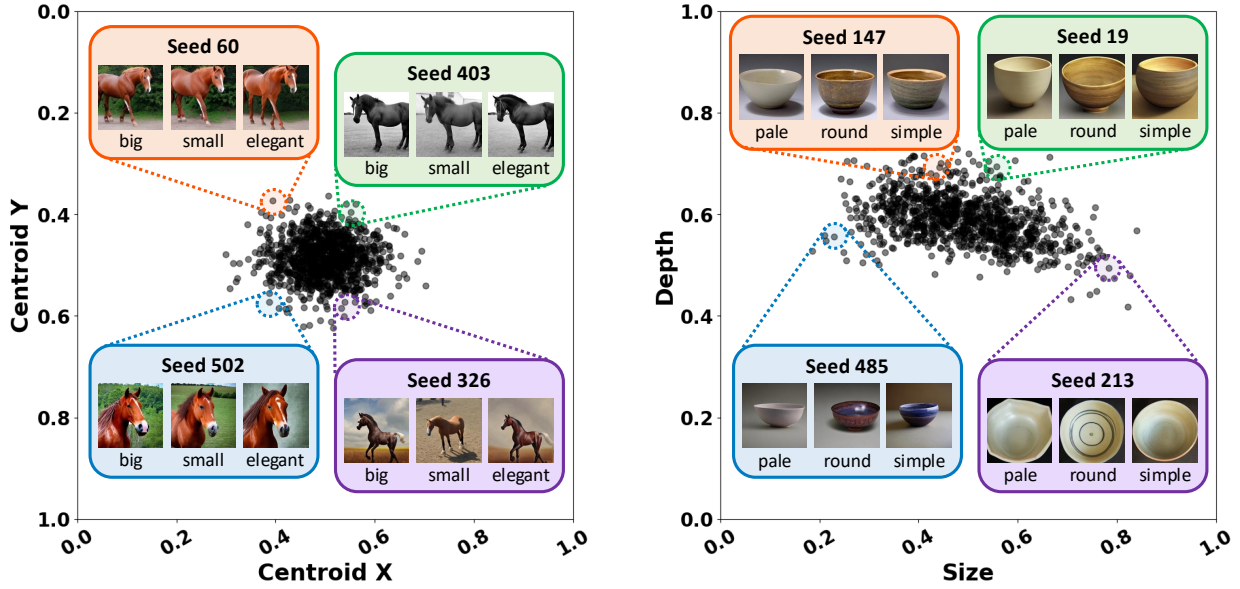 0.0
0.2
0.4
0.6
0.8
1.0
Centroid Y
Seed 60
big small elegant
Seed 403
big small elegant
Seed 502
big small elegant
Seed 326
big small elegant
0.0 0.2 0.4 0.6 0.8 1.0
Centroid X
1.0
0.8
0.6
0.4
0.2
0.0
Depth
Seed 147
pale round simple
Seed 19
pale round simple
Seed 485
pale round simple
Seed 213
pale round simple
0.0 0.2 0.4 0.6 0.8 1.0
Size